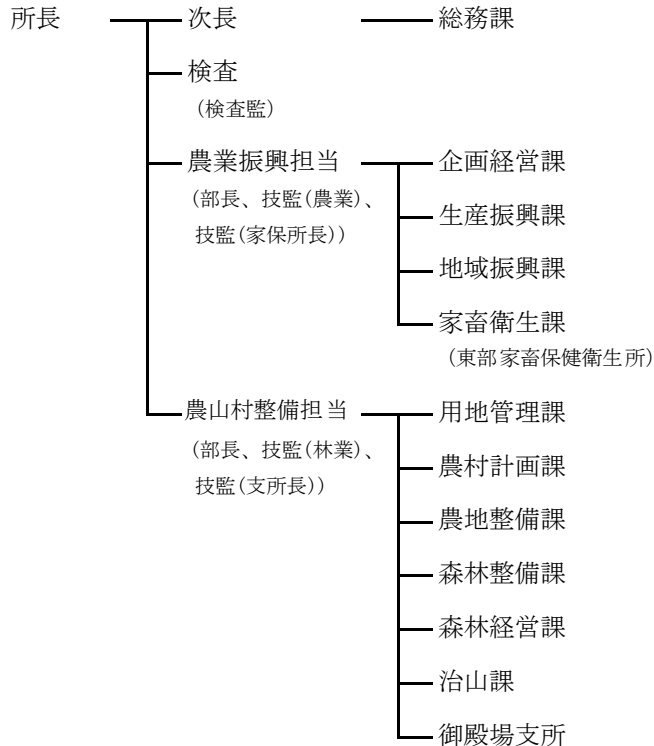 所長 次長 総務課
検査
(検査監)
農業振興担当 企画経営課
(部長、技監(農業)、
生産振興課
技監(家保所長))
地域振興課
家畜衛生課
(東部家畜保健衛生所)
農山村整備担当 用地管理課
(部長、技監(林業)、
農村計画課
技監(支所長))
農地整備課
森林整備課
森林経営課
治山課
御殿場支所